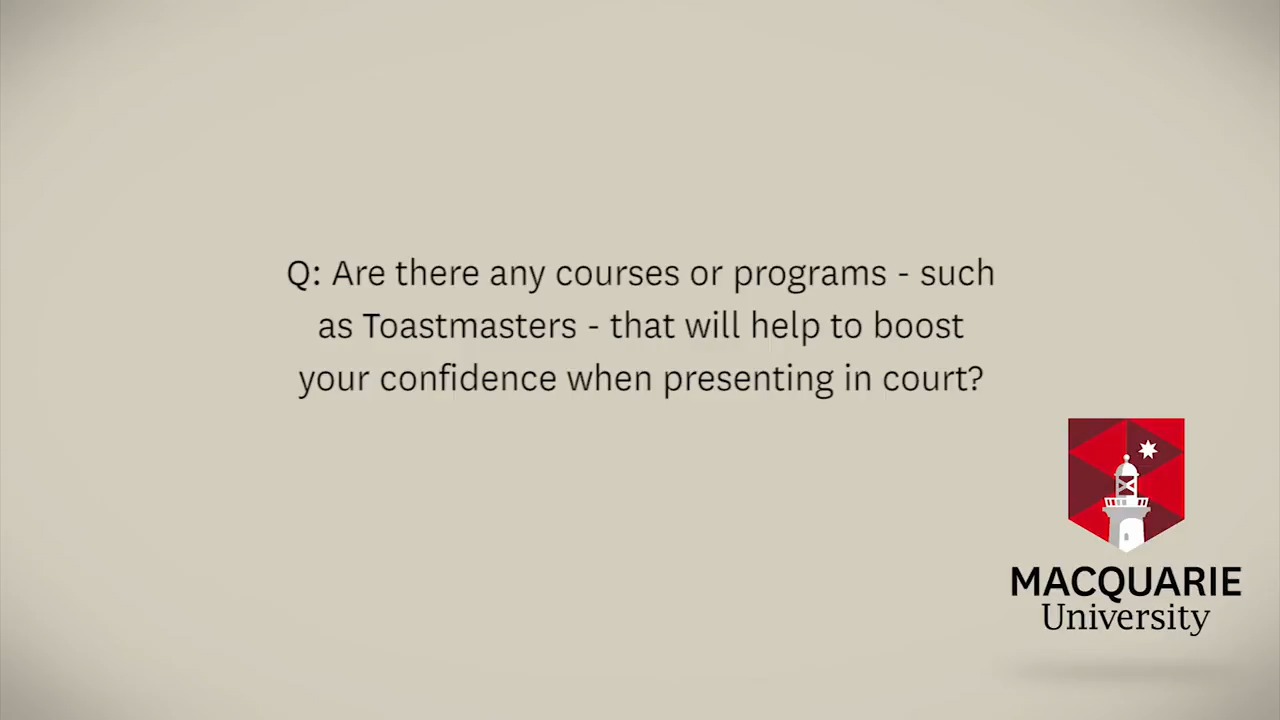 Q: Are there any courses or programs - such
as Toastmasters - that will help to boost
your confidence when presenting in court?
MACQUARIE
University